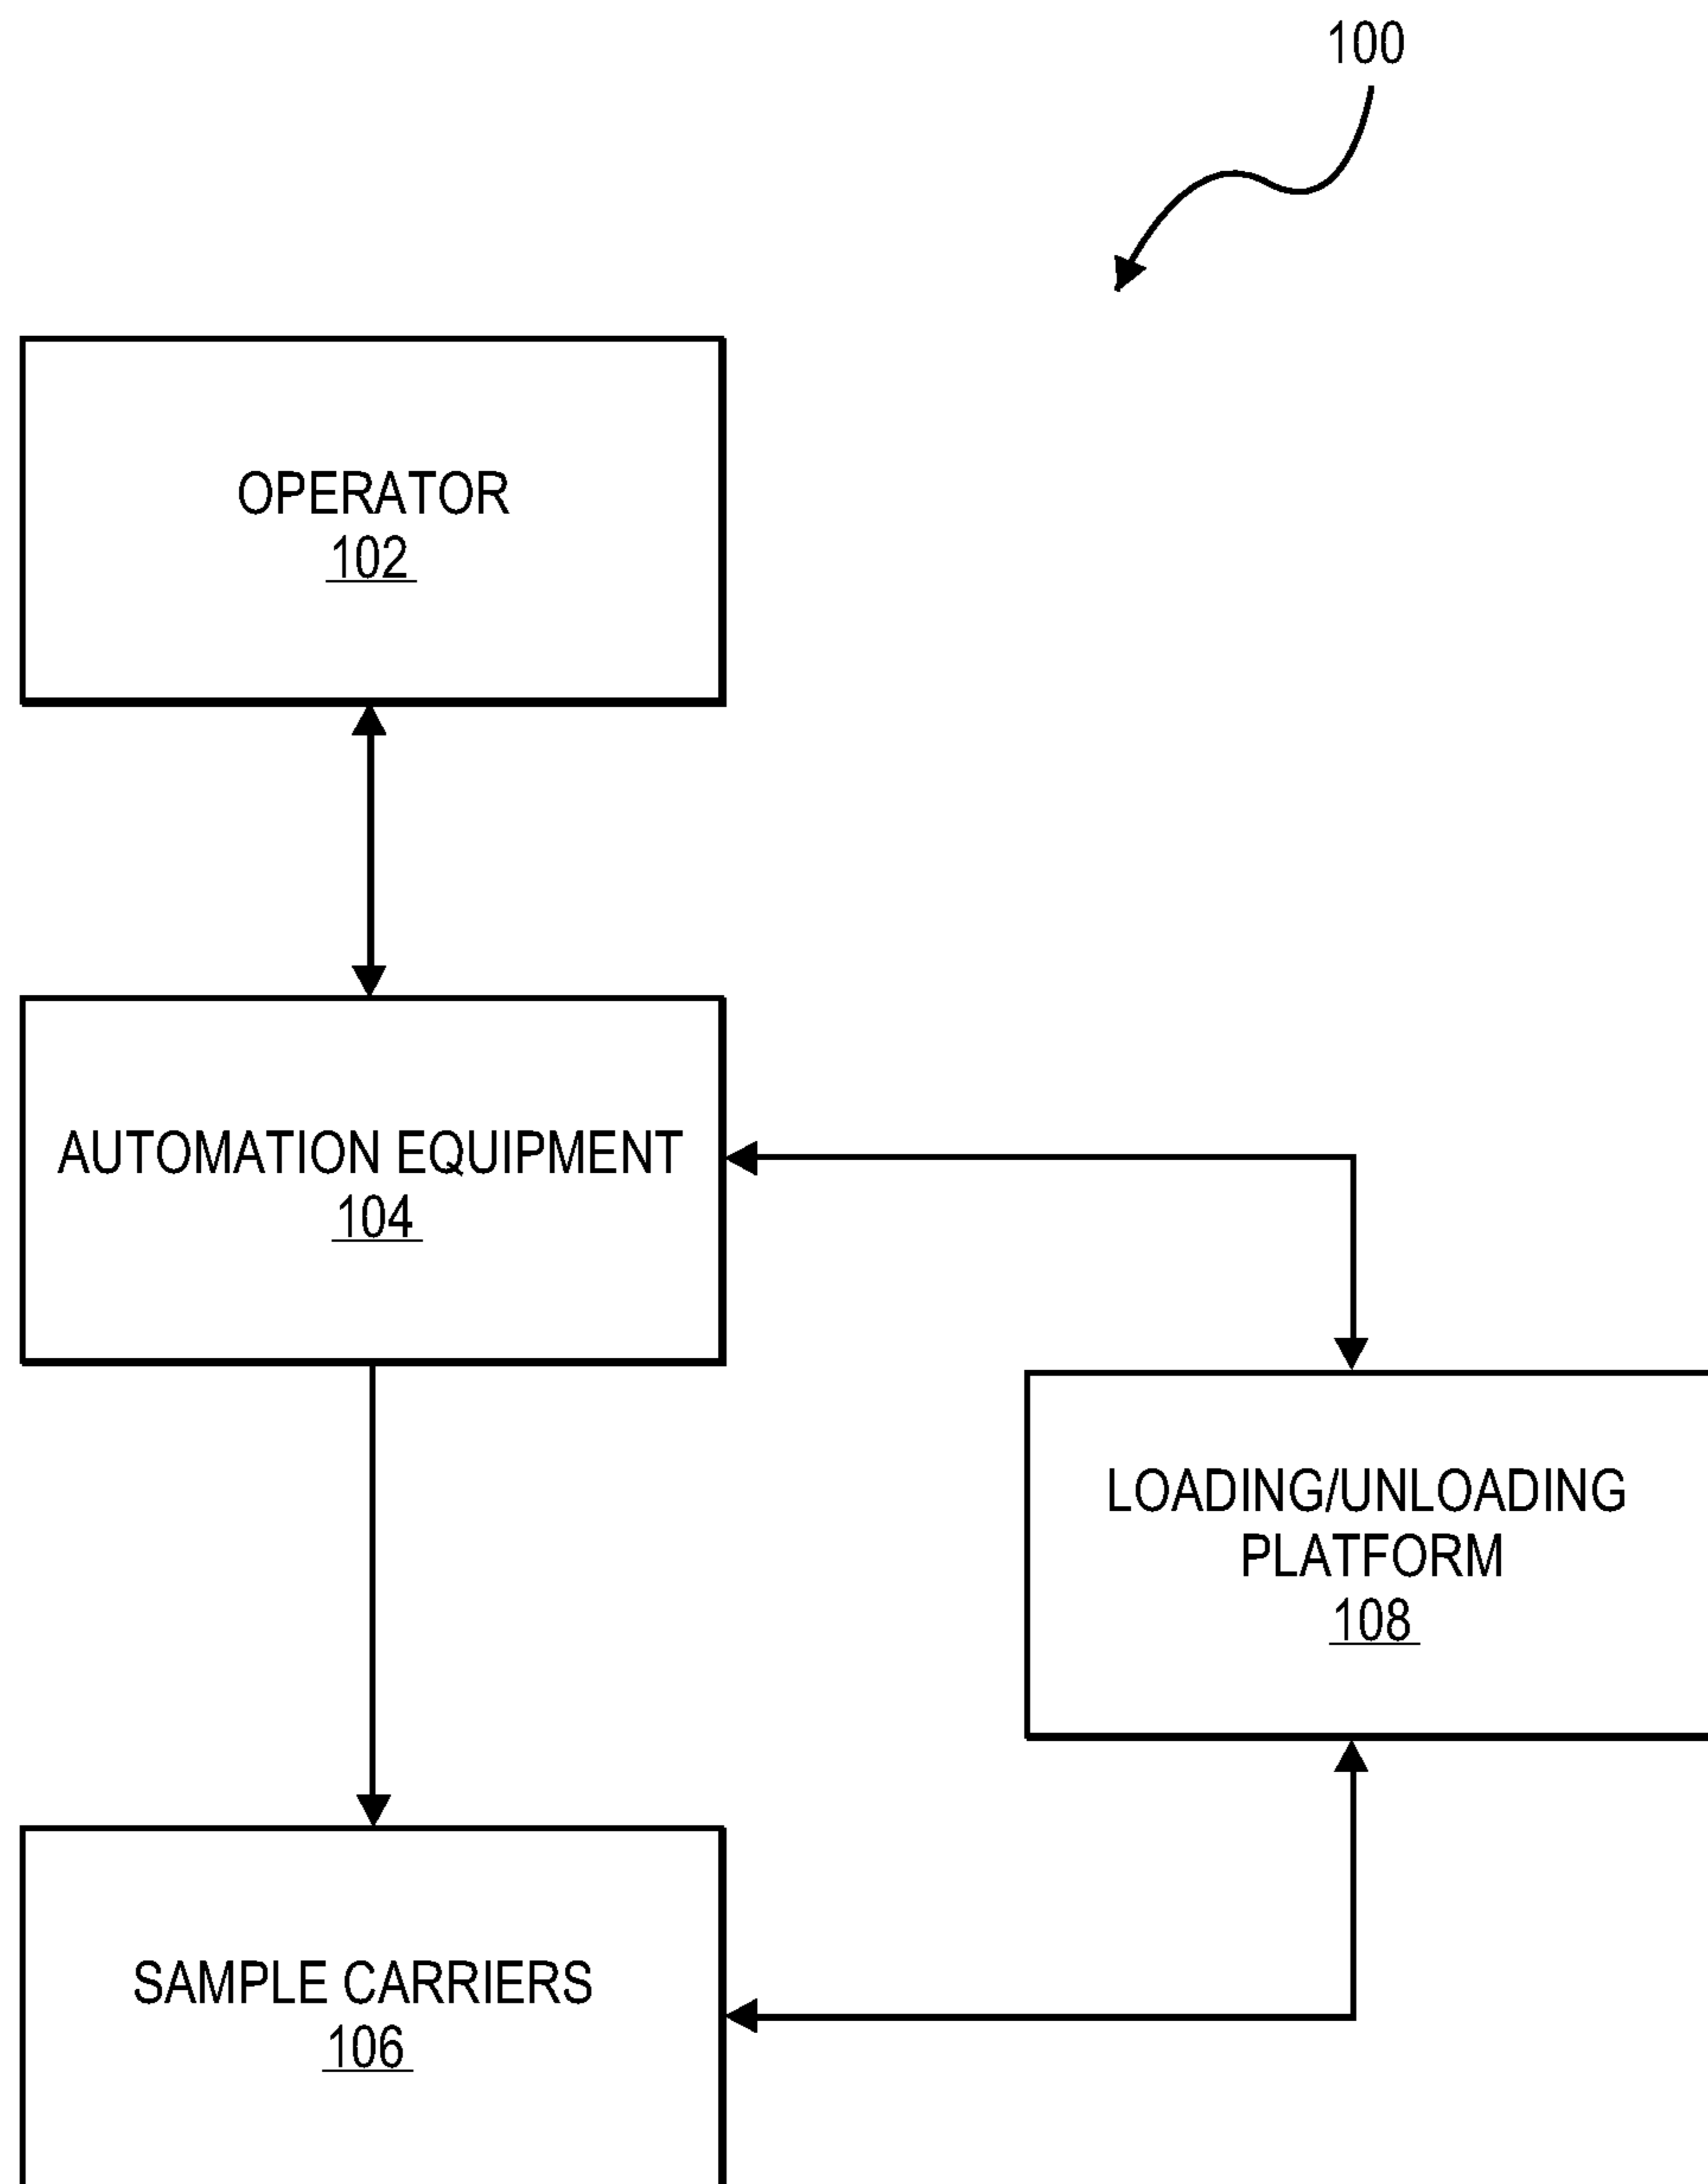 100
OPERATOR
102
AUTOMATION EQUIPMENT
104
LOADING/UNLOADING
PLATFORM
108
SAMPLE CARRIERS
106